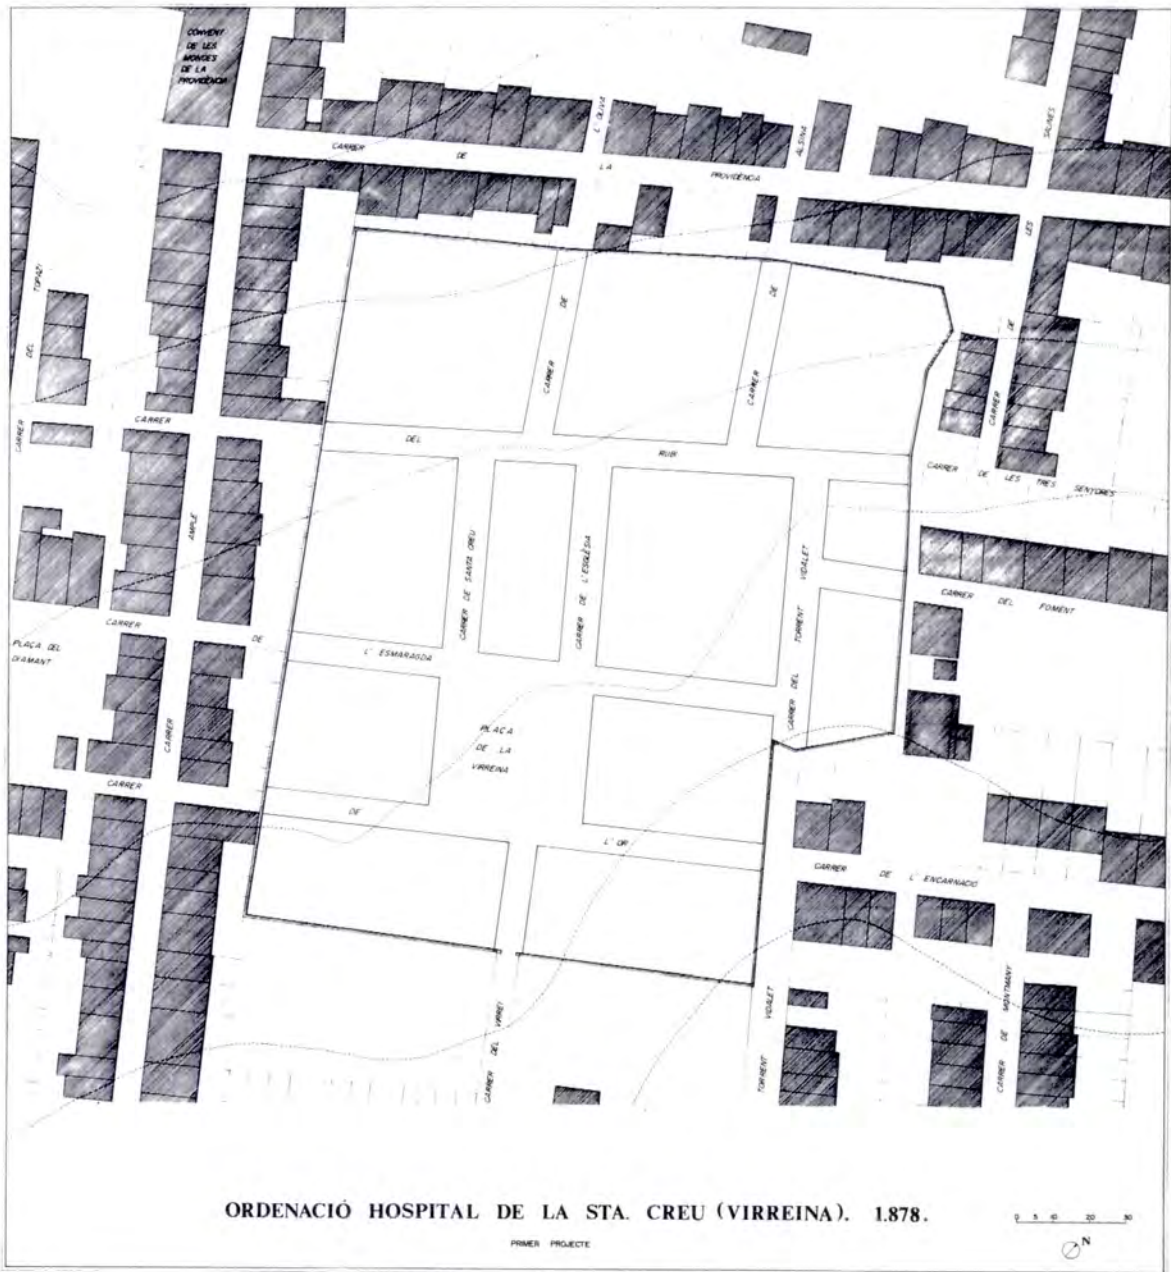 CONVENT
DE LES
MONGES
DE LA
PROVIDÈNCIA
CARRER DE LA PROVIDÈNCIA
L'OLIVA
ALSINA
SALINES
LES
DE
CARRER
TOPAZI
DEL
CARRER
CARRER DE
CARRER DE
CARRER
DEL
RUBI
CARRER DE LES TRES SENYORES
AMPLE
CARRER DE SANTA CREU
CARRER DE L'ESGLÉSIA
VIDALET
TORRENT
CARRER DEL
CARRER DEL FOMENT
CARRER
DE
L'ESMARAGDA
PLAÇA DEL
DIAMANT
CARRER
PLAÇA
DE LA
VIRREINA
CARRER
DE
L'OR
CARRER DE L'ENCARNACIO
CARRER DEL VIRREI
TORRENT VIDALET
CARRER DE MONTMANY
ORDENACIÓ HOSPITAL DE LA STA. CREU (VIRREINA). 1.878.
PRIMER PROJECTE
0 5 10 20 30
N